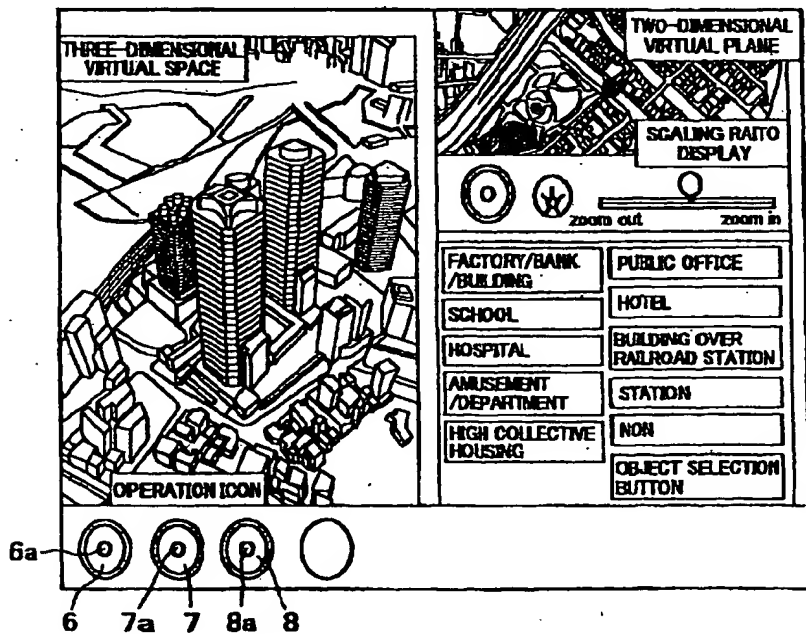 THREE-DIMENSIONAL
VIRTUAL SPACE
TWO-DIMENSIONAL
VIRTUAL PLANE
SCALING RAITO
DISPLAY
zoom out
zoom in
FACTORY/BANK
/BUILDING
SCHOOL
HOSPITAL
AMUSEMENT
/DEPARTMENT
HIGH COLLECTIVE
HOUSING
PUBLIC OFFICE
HOTEL
BUILDING OVER
RAILROAD STATION
STATION
NON
OBJECT SELECTION
BUTTON
OPERATION ICON
6a
6
7a
7
8a
8